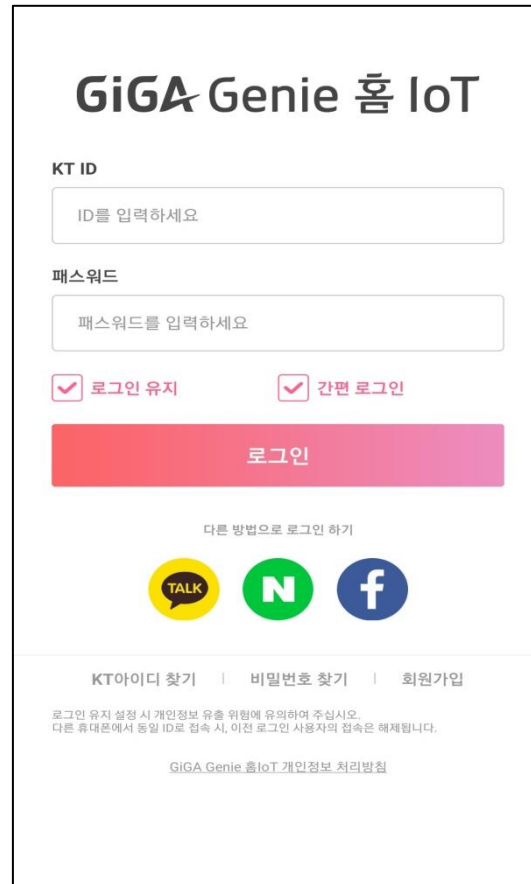 GiGA Genie 홈 IoT
KT ID
ID를 입력하세요
패스워드
패스워드를 입력하세요
로그인 유지
간편 로그인
로그인
다른 방법으로 로그인 하기
TALK
N
f
KT아이디 찾기 | 비밀번호 찾기 | 회원가입
로그인 유지 설정 시 개인정보 유출 위험에 유의하여 주십시오.
다른 휴대폰에서 동일 ID로 접속 시, 이전 로그인 사용자의 접속은 해제됩니다.
GiGA Genie 홈IoT 개인정보 처리방침